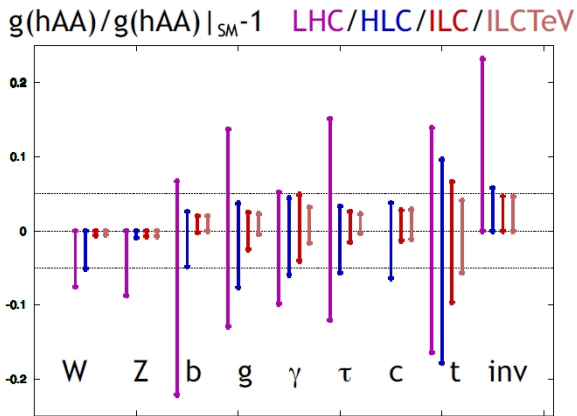 g(hAA)/g(hAA)|SM-1 LHC/HLC/ILC/ILCTeV
0.2
0.1
0
-0.1
-0.2
W Z b g γ τ c t inv